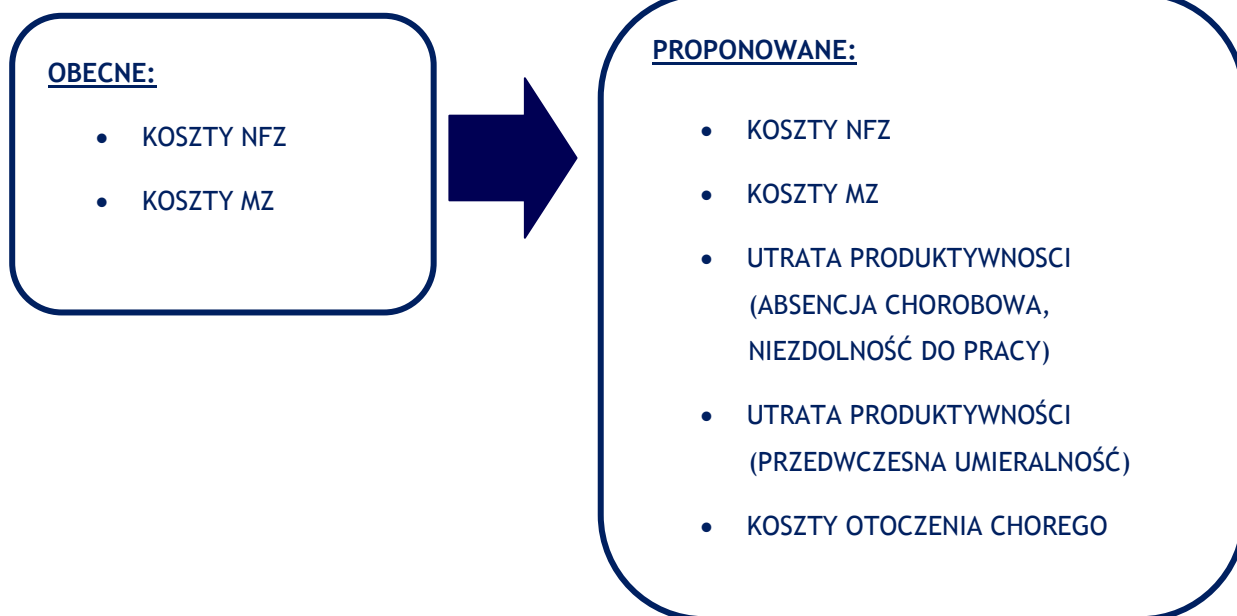 OBECNE:
• KOSZTY NFZ
• KOSZTY MZ
PROPONOWANE:
• KOSZTY NFZ
• KOSZTY MZ
• UTRATA PRODUKTYWNOSCI
(ABSENCJA CHOROBOWA,
NIEZDOLNOŚĆ DO PRACY)
• UTRATA PRODUKTYWNOŚCI
(PRZEDWCZESNA UMIERALNOŚĆ)
• KOSZTY OTOCZENIA CHOREGO